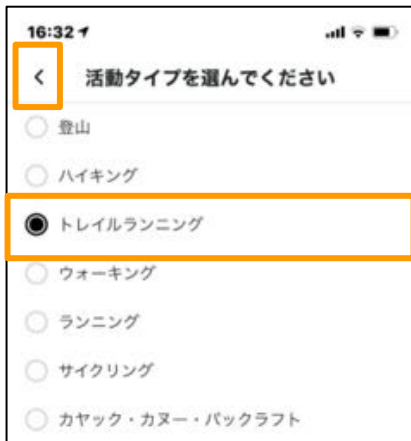 16:32
活動タイプを選んでください
登山
ハイキング
トレイルランニング
ウォーキング
ランニング
サイクリング
カヤック・カヌー・パックラフト